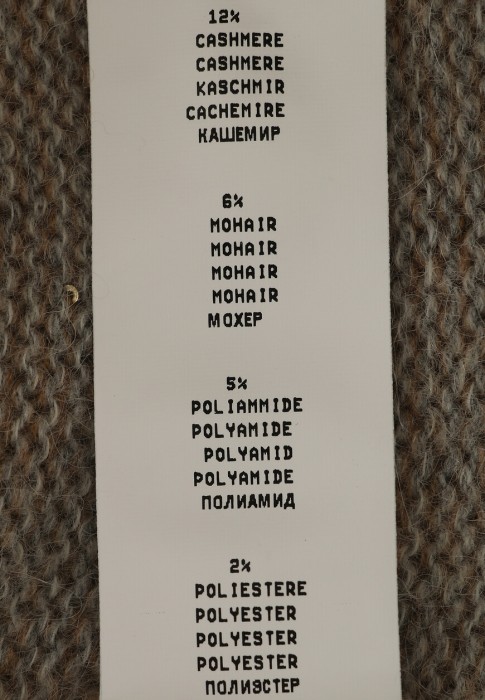 12%
CASHMERE
CASHMERE
KASCHMIR
CACHEMIRE
КАШЕМИР
6%
MOHAIR
MOHAIR
MOHAIR
MOHAIR
МОХЕР
5%
POLIAMMIDE
POLYAMIDE
POLYAMID
POLYAMIDE
ПОЛИАМИД
2%
POLIESTERE
POLYESTER
POLYESTER
POLYESTER
ПОЛИЭСТЕР